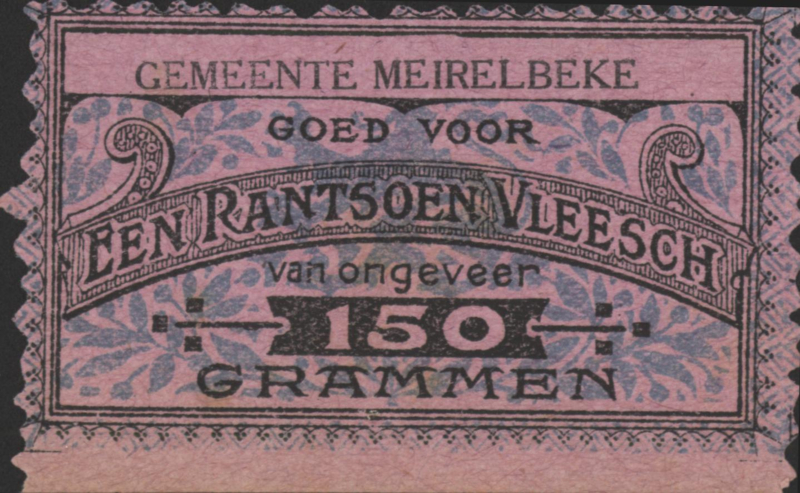 GEMEENTE MEIRELBEKE
GOED VOOR
EEN RANTSOEN VLEESCH
van ongeveer
150
GRAMMEN